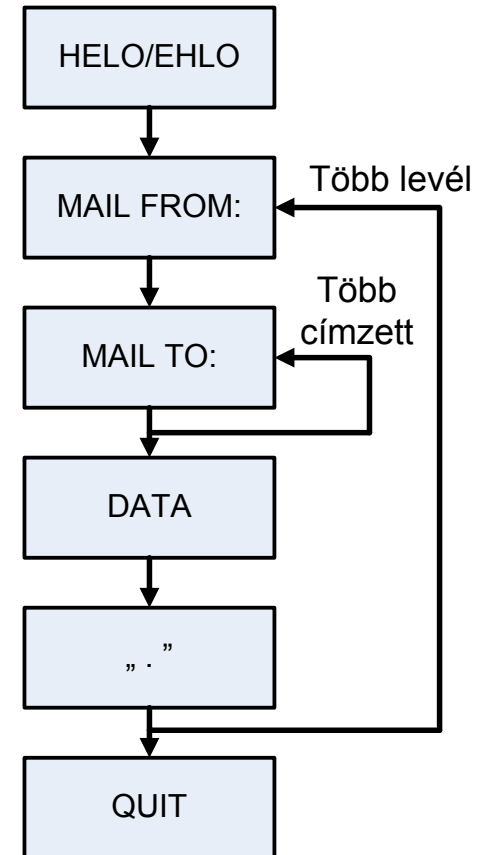 HELO/EHLO
MAIL FROM:
Több levél
MAIL TO:
Több
címzett
DATA
„ . ”
QUIT